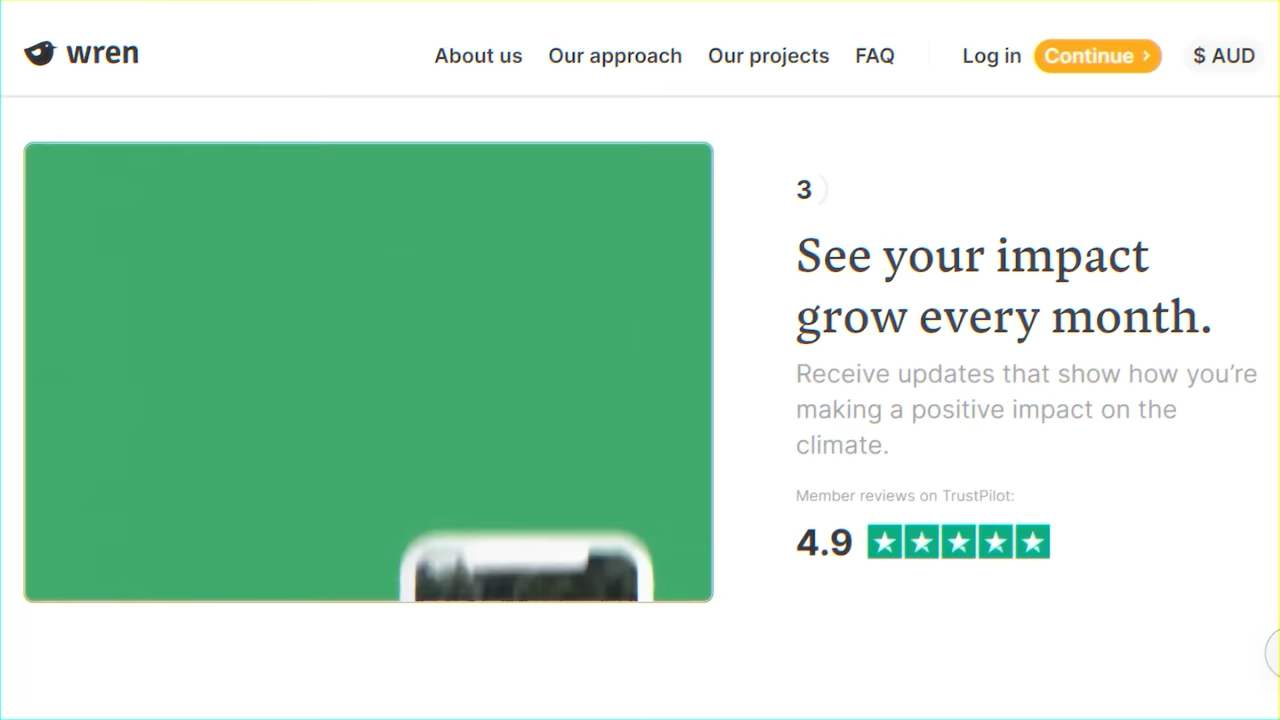 wren
About us Our approach Our projects FAQ Log in Continue › $ AUD
3
See your impact
grow every month.
Receive updates that show how you’re
making a positive impact on the
climate.
Member reviews on TrustPilot:
4.9